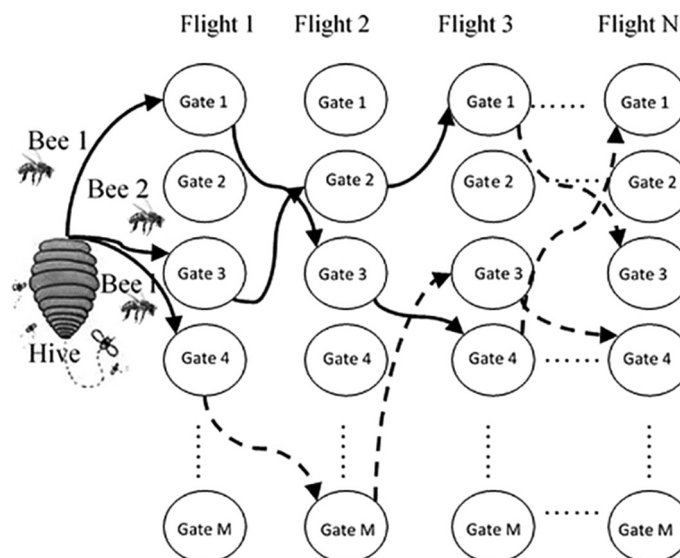 Flight 1 Flight 2 Flight 3 Flight N
Gate 1 Gate 1 Gate 1 Gate 1
Bee 1
Gate 2 Gate 2 Gate 2 Gate 2
Bee 2
Gate 3 Gate 3 Gate 3 Gate 3
Bee 1
Hive
Gate 4 Gate 4 Gate 4 Gate 4
Gate M Gate M Gate M Gate M